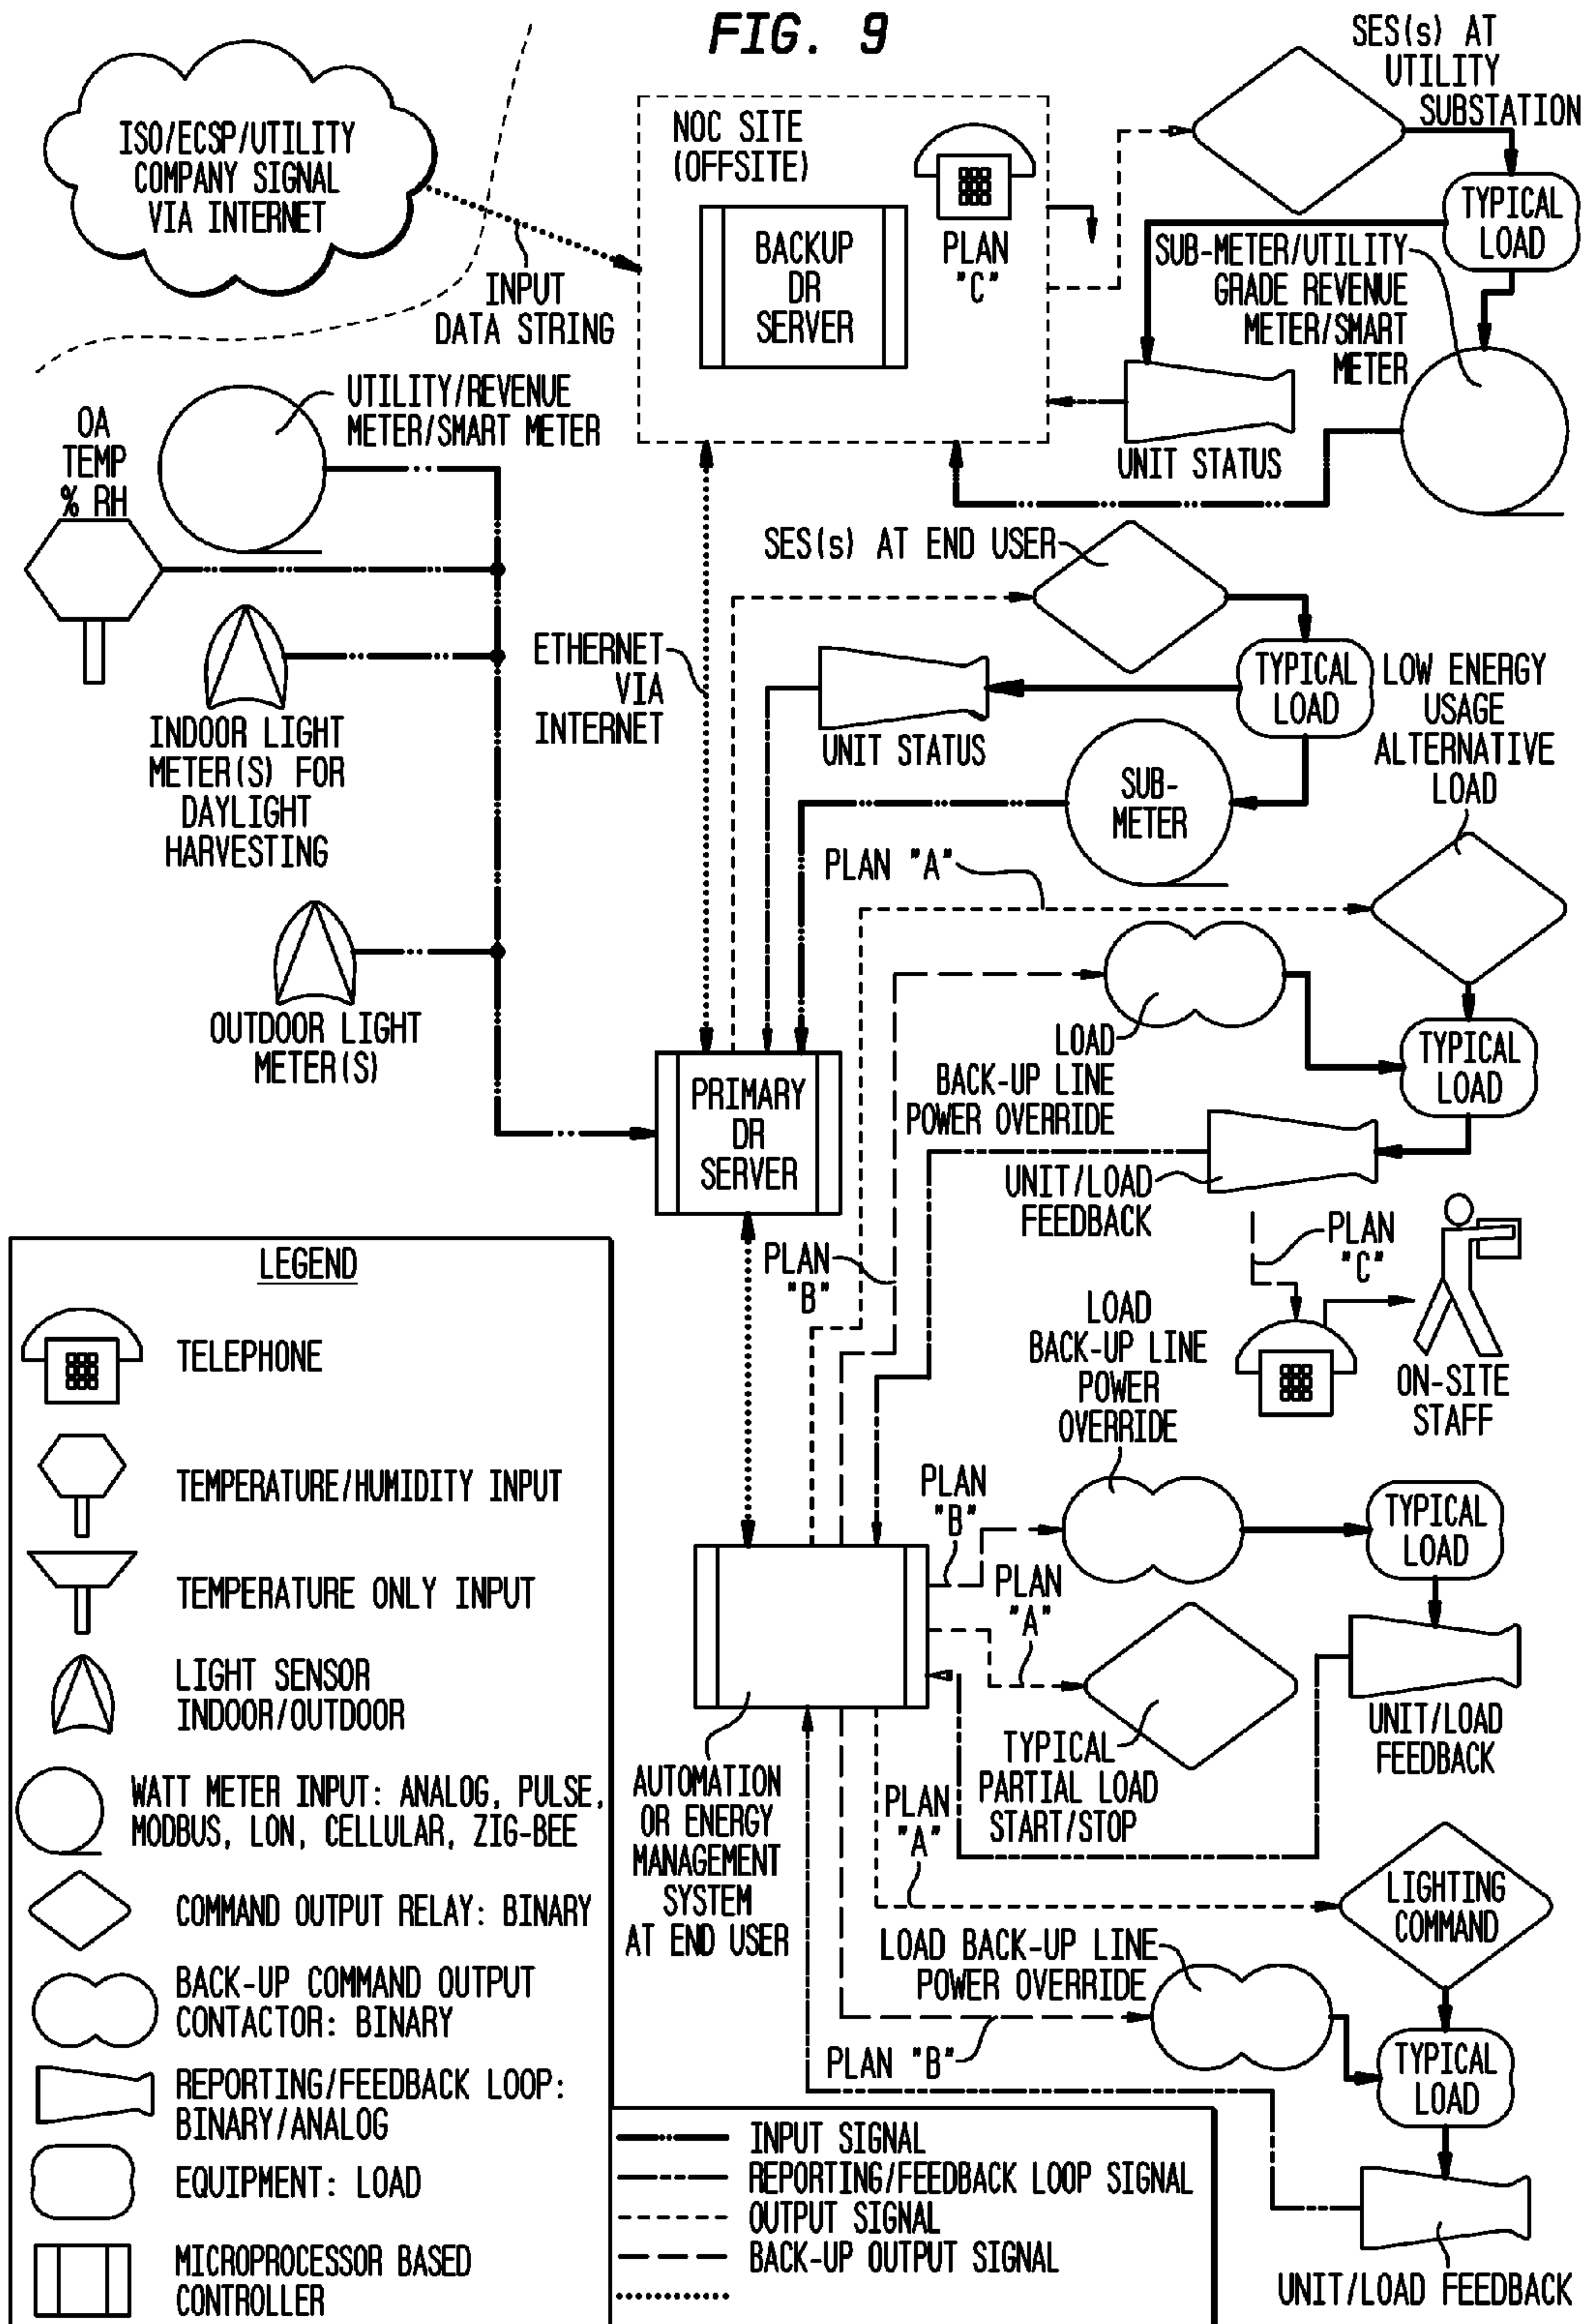 FIG. 9
ISO/ECSP/UTILITY
COMPANY SIGNAL
VIA INTERNET
INPUT
DATA STRING
NOC SITE
(OFFSITE)
BACKUP
DR
SERVER
PLAN
"C"
SES(s) AT
UTILITY
SUBSTATION
TYPICAL
LOAD
SUB-METER/UTILITY
GRADE REVENUE
METER/SMART
METER
UNIT STATUS
UTILITY/REVENUE
METER/SMART METER
OA
TEMP
% RH
INDOOR LIGHT
METER(S) FOR
DAYLIGHT
HARVESTING
OUTDOOR LIGHT
METER(S)
ETHERNET
VIA
INTERNET
SES(s) AT END USER
TYPICAL
LOAD
UNIT STATUS
SUB-
METER
LOW ENERGY
USAGE
ALTERNATIVE
LOAD
PLAN "A"
LOAD
BACK-UP LINE
POWER OVERRIDE
TYPICAL
LOAD
UNIT/LOAD
FEEDBACK
PRIMARY
DR
SERVER
PLAN
"B"
PLAN
"C"
ON-SITE
STAFF
LOAD
BACK-UP LINE
POWER
OVERRIDE
PLAN
"B"
TYPICAL
LOAD
PLAN
"A"
UNIT/LOAD
FEEDBACK
TYPICAL
PARTIAL LOAD
START/STOP
AUTOMATION
OR ENERGY
MANAGEMENT
SYSTEM
AT END USER
PLAN
"A"
LIGHTING
COMMAND
LOAD BACK-UP LINE
POWER OVERRIDE
PLAN "B"
TYPICAL
LOAD
UNIT/LOAD FEEDBACK
LEGEND
TELEPHONE
TEMPERATURE/HUMIDITY INPUT
TEMPERATURE ONLY INPUT
LIGHT SENSOR
INDOOR/OUTDOOR
WATT METER INPUT: ANALOG, PULSE,
MODBUS, LON, CELLULAR, ZIG-BEE
COMMAND OUTPUT RELAY: BINARY
BACK-UP COMMAND OUTPUT
CONTACTOR: BINARY
REPORTING/FEEDBACK LOOP:
BINARY/ANALOG
EQUIPMENT: LOAD
MICROPROCESSOR BASED
CONTROLLER
INPUT SIGNAL
REPORTING/FEEDBACK LOOP SIGNAL
OUTPUT SIGNAL
BACK-UP OUTPUT SIGNAL